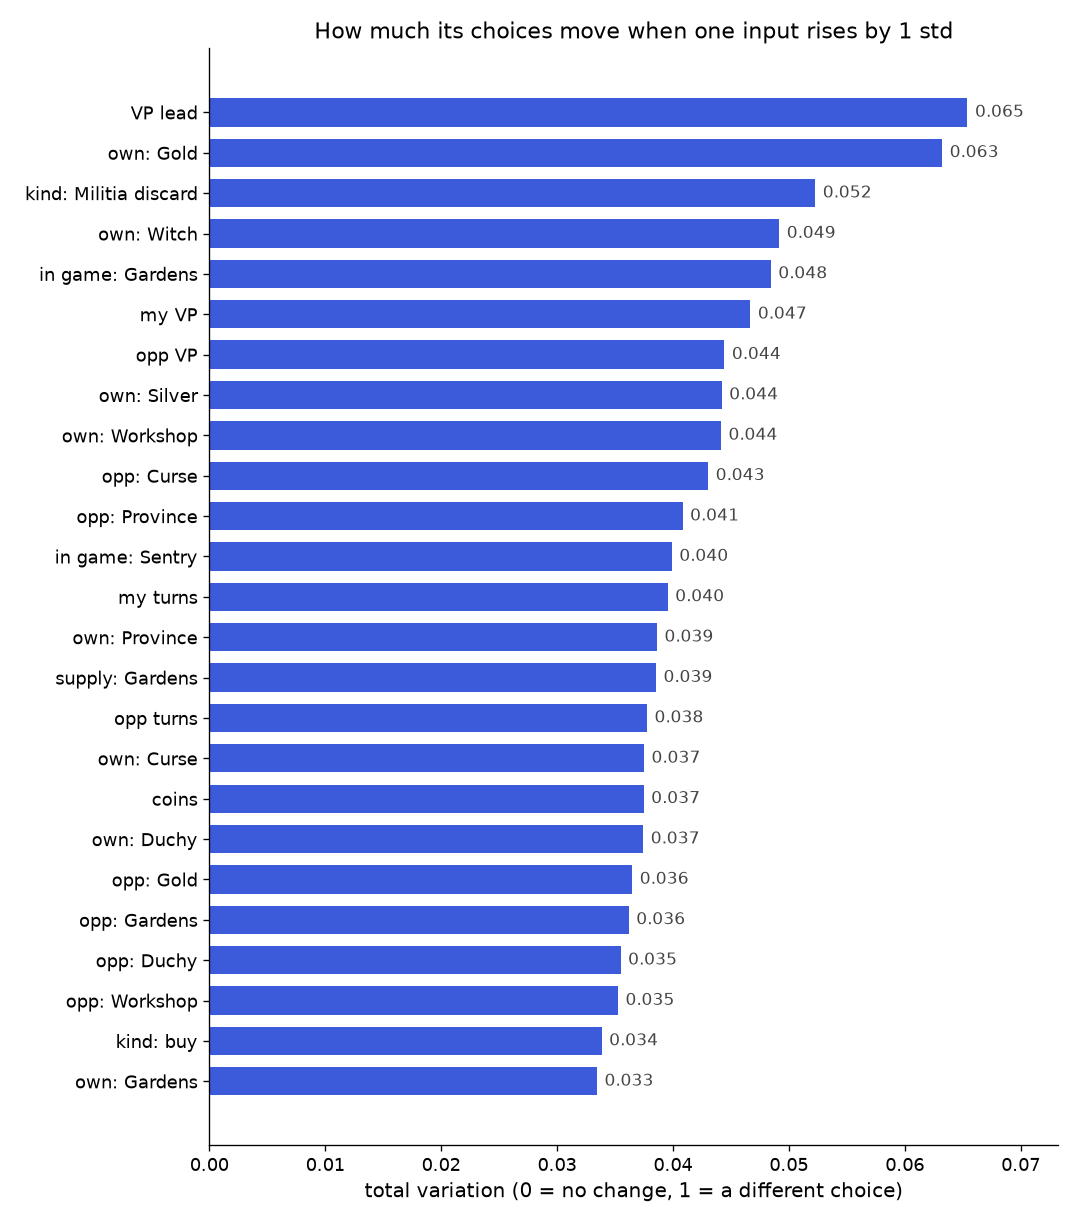 How much its choices move when one input rises by 1 std
VP lead 0.065
own: Gold 0.063
kind: Militia discard 0.052
own: Witch 0.049
in game: Gardens 0.048
my VP 0.047
opp VP 0.044
own: Silver 0.044
own: Workshop 0.044
opp: Curse 0.043
opp: Province 0.041
in game: Sentry 0.040
my turns 0.040
own: Province 0.039
supply: Gardens 0.039
opp turns 0.038
own: Curse 0.037
coins 0.037
own: Duchy 0.037
opp: Gold 0.036
opp: Gardens 0.036
opp: Duchy 0.035
opp: Workshop 0.035
kind: buy 0.034
own: Gardens 0.033
0.00 0.01 0.02 0.03 0.04 0.05 0.06 0.07
total variation (0 = no change, 1 = a different choice)